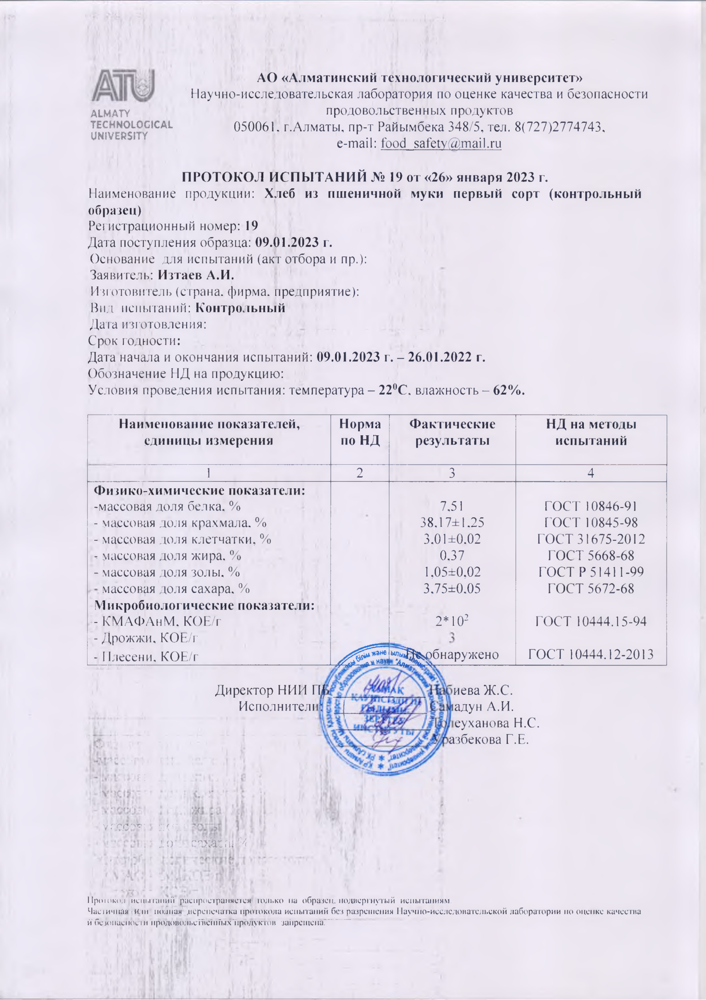 ATU
ALMATY
TECHNOLOGICAL
UNIVERSITY
АО «Алматинский технологический университет»
Научно-исследовательская лаборатория по оценке качества и безопасности
продовольственных продуктов
050061, г.Алматы, пр-т Райымбека 348/5, тел. 8(727)2774743,
e-mail: food_safety@mail.ru
ПРОТОКОЛ ИСПЫТАНИЙ № 19 от «26» января 2023 г.
Наименование продукции: Хлеб из пшеничной муки первый сорт (контрольный
образец)
Регистрационный номер: 19
Дата поступления образца: 09.01.2023 г.
Основание для испытаний (акт отбора и пр.):
Заявитель: Изтаев А.И.
Изготовитель (страна, фирма, предприятие):
Вид испытаний: Контрольный
Дата изготовления:
Срок годности:
Дата начала и окончания испытаний: 09.01.2023 г. – 26.01.2022 г.
Обозначение НД на продукцию:
Условия проведения испытания: температура – 22⁰С, влажность – 62%.
Наименование показателей, единицы измерения | Норма по НД | Фактические результаты | НД на методы испытаний
1 2 3 4
Физико-химические показатели:
-массовая доля белка, % 7,51 ГОСТ 10846-91
- массовая доля крахмала, % 38,17±1,25 ГОСТ 10845-98
- массовая доля клетчатки, % 3,01±0,02 ГОСТ 31675-2012
- массовая доля жира, % 0,37 ГОСТ 5668-68
- массовая доля золы, % 1,05±0,02 ГОСТ Р 51411-99
- массовая доля сахара, % 3,75±0,05 ГОСТ 5672-68
Микробиологические показатели:
- КМАФАнМ, КОЕ/г 2*10² ГОСТ 10444.15-94
- Дрожжи, КОЕ/г 3
- Плесени, КОЕ/г Не обнаружено ГОСТ 10444.12-2013
Директор НИИ ПБ Набиева Ж.С.
Исполнители: Самадун А.И.
Толеуханова Н.С.
Уразбекова Г.Е.
Протокол испытаний распространяется только на образец, подвергнутый испытаниям.
Частичная или полная перепечатка протокола испытаний без разрешения Научно-исследовательской лаборатории по оценке качества
и безопасности продовольственных продуктов запрещена.